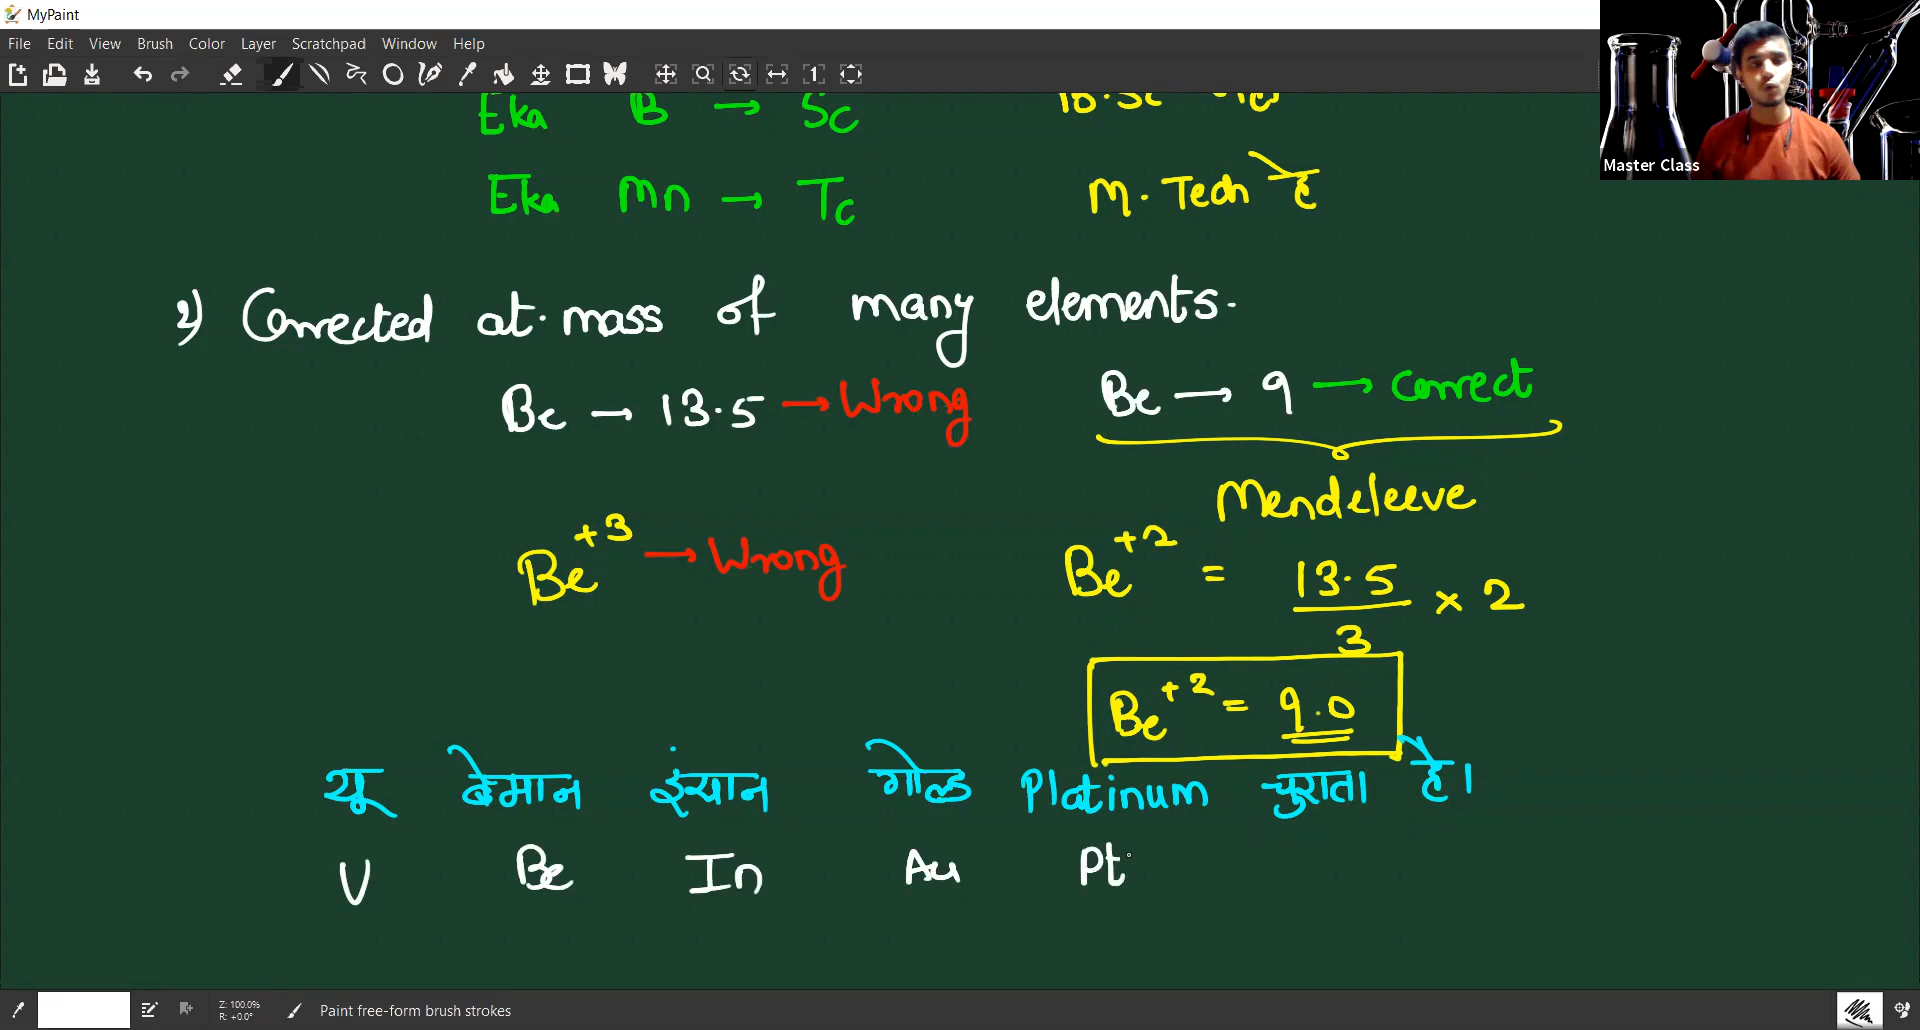 MyPaint
File Edit View Brush Color Layer Scratchpad Window Help
Master Class
Eka B → Sc
Eka Mn → Tc
M. Tech है
2) Corrected at. mass of many elements.
Be → 13.5 → Wrong
Be → 9 → Correct
Mendeleeve
Be+3 → Wrong
Be+2 = 13.5/3 × 2
Be+2 = 9.0
यू बेमान इंयान गोल्ड Platinum चुराता है।
U Be In Au Pt
Z: 100.0%
R: +0.0°
Paint free-form brush strokes